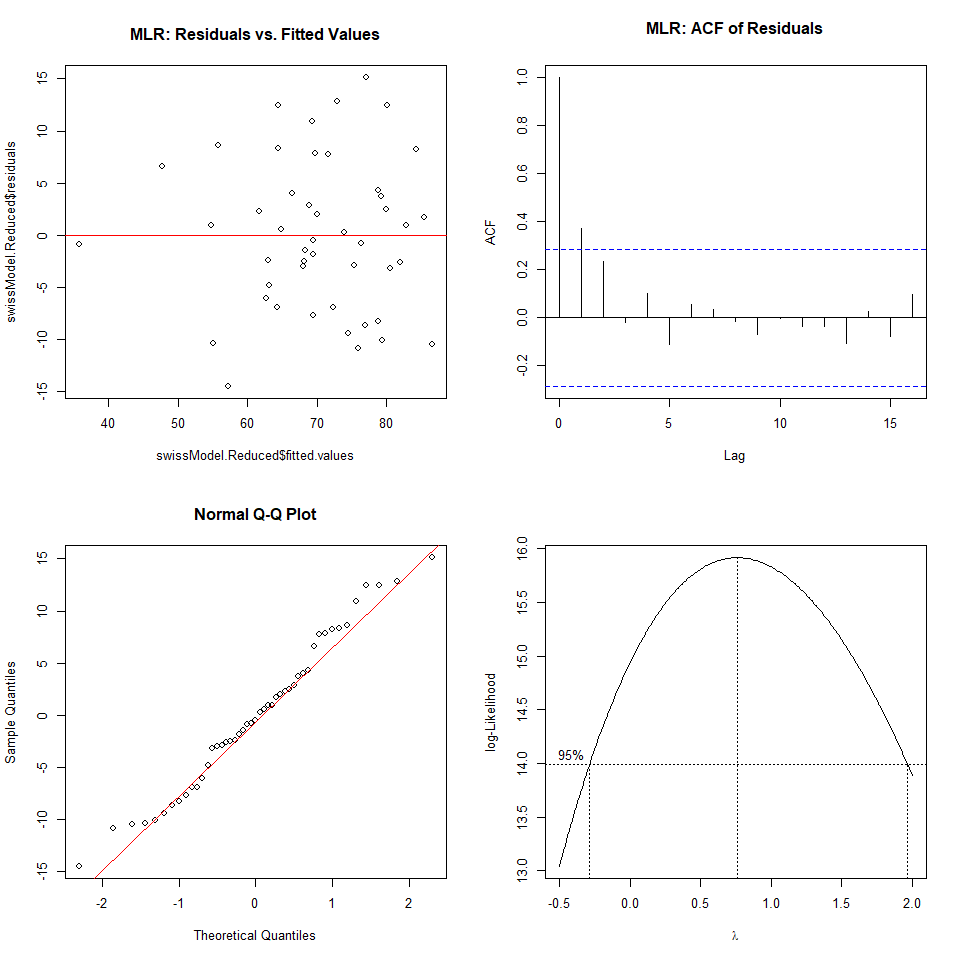 MLR: Residuals vs. Fitted Values
swissModel.Reduced$residuals
15
10
5
0
-5
-10
-15
40 50 60 70 80
swissModel.Reduced$fitted.values
MLR: ACF of Residuals
ACF
1.0
0.8
0.6
0.4
0.2
0.0
-0.2
0 5 10 15
Lag
Normal Q-Q Plot
Sample Quantiles
15
10
5
0
-5
-10
-15
-2 -1 0 1 2
Theoretical Quantiles
log-Likelihood
16.0
15.5
15.0
14.5
14.0
13.5
13.0
95%
-0.5 0.0 0.5 1.0 1.5 2.0
λ